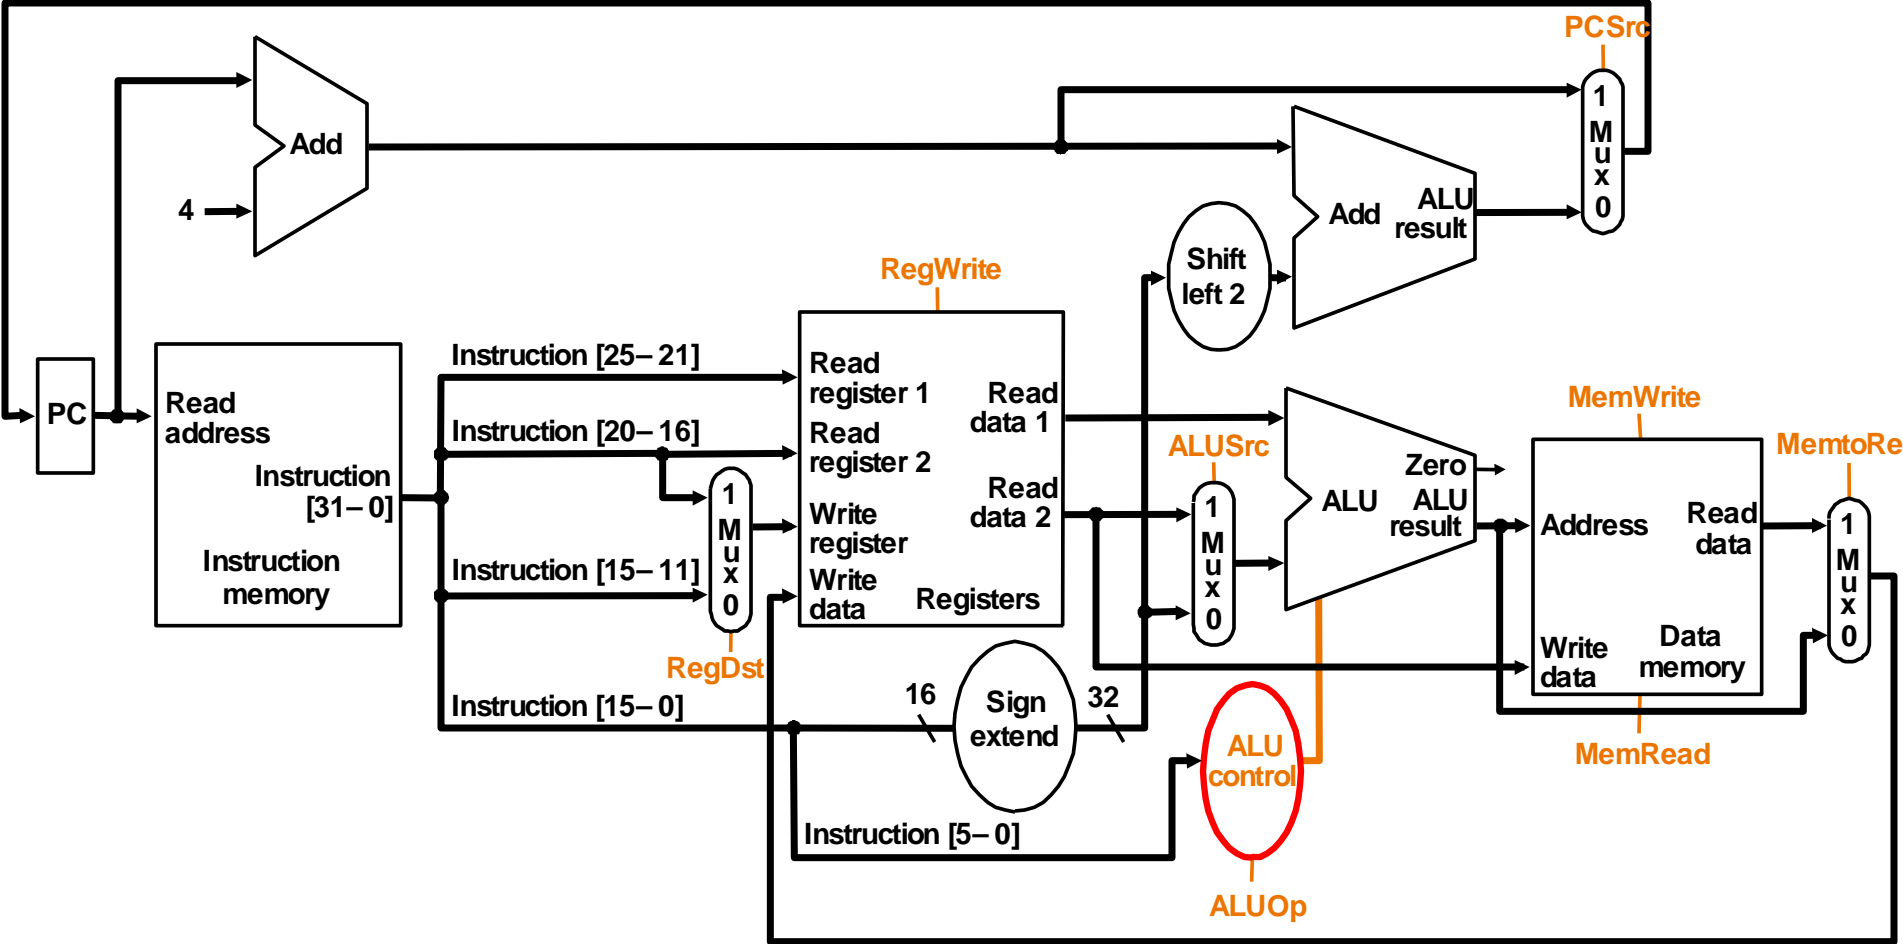 PCSrc
1
M
u
x
0
Add
4
Add
ALU
result
Shift
left 2
RegWrite
PC
Read
address
Instruction
[31–0]
Instruction
memory
Instruction [25–21]
Instruction [20–16]
Instruction [15–11]
Instruction [15–0]
Instruction [5–0]
1
M
u
x
0
RegDst
Read
register 1
Read
register 2
Write
register
Write
data
Read
data 1
Read
data 2
Registers
16
Sign
extend
32
ALUSrc
1
M
u
x
0
ALU
Zero
ALU
result
ALU
control
ALUOp
MemWrite
Address
Read
data
Write
data
Data
memory
MemRead
MemtoRe
1
M
u
x
0